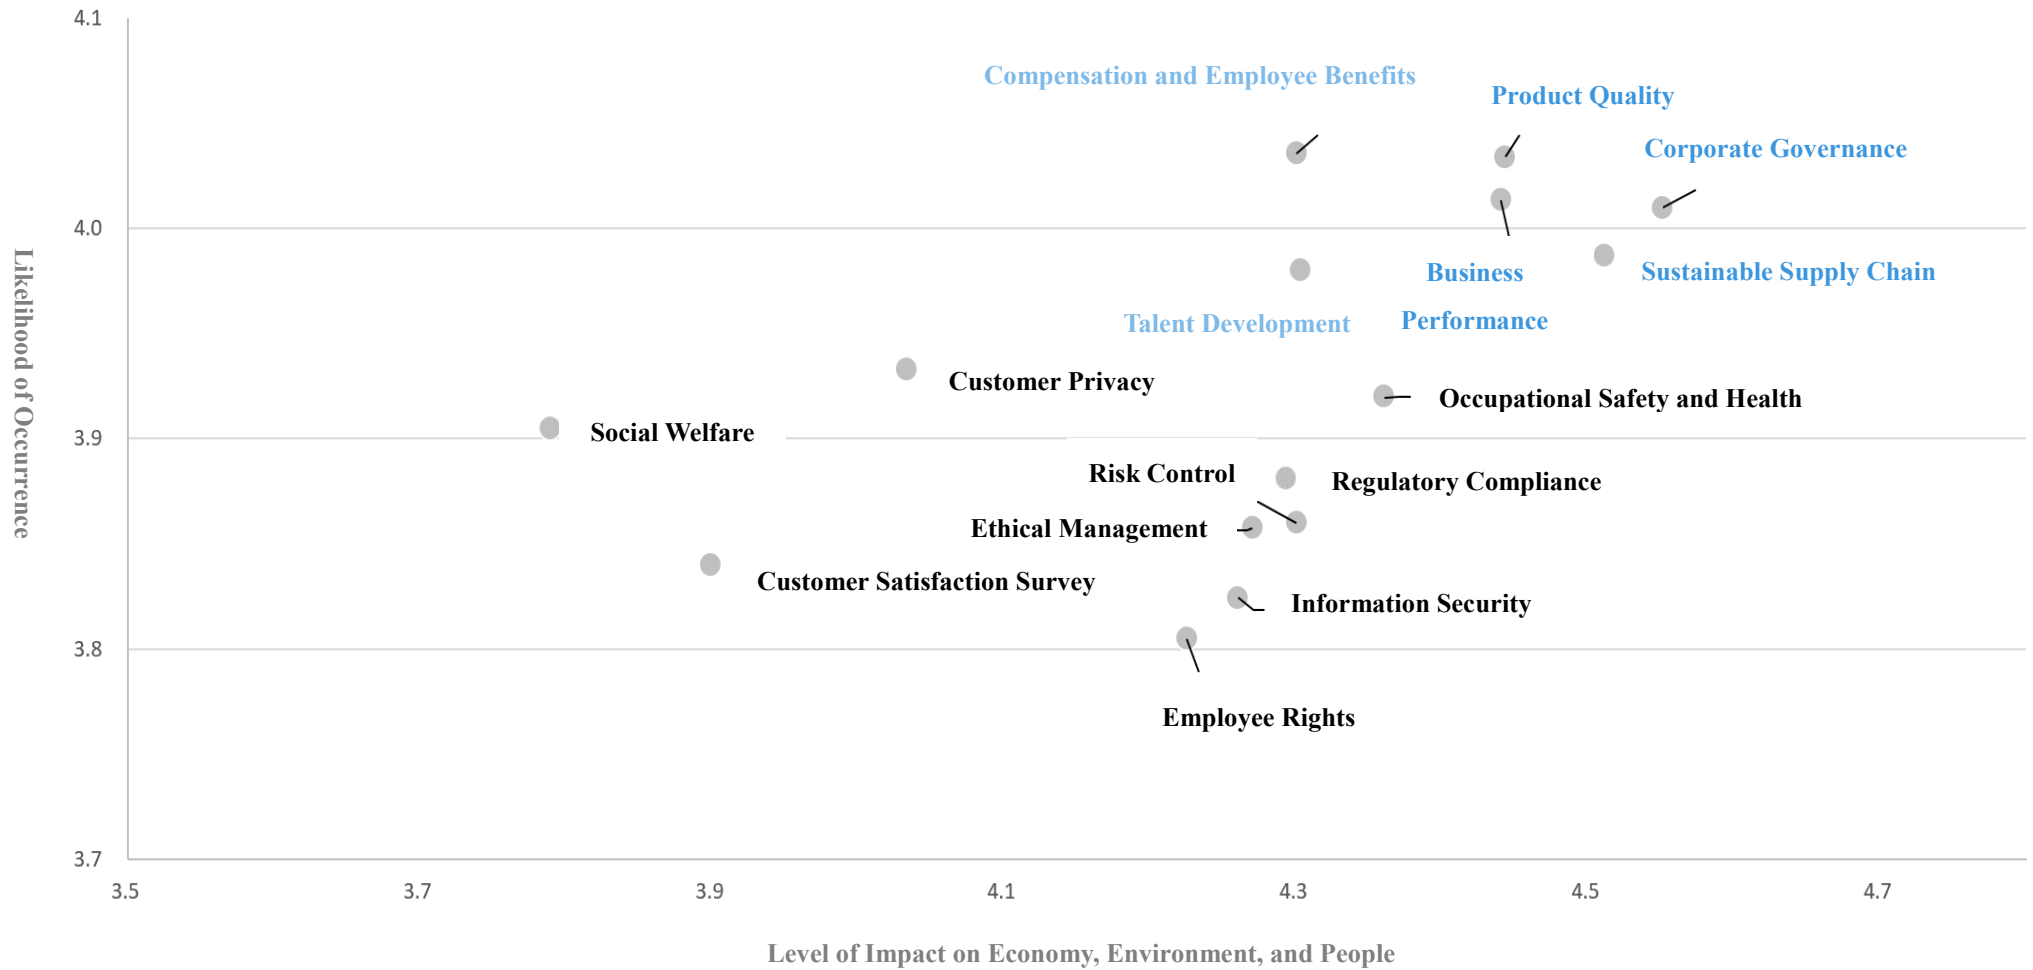 4.1
Compensation and Employee Benefits
Product Quality
Corporate Governance
4.0
Business
Performance
Sustainable Supply Chain
Talent Development
Customer Privacy
Occupational Safety and Health
Social Welfare
3.9
Risk Control
Regulatory Compliance
Ethical Management
Customer Satisfaction Survey
Information Security
3.8
Employee Rights
3.7
Likelihood of Occurrence
3.5
3.7
3.9
4.1
4.3
4.5
4.7
Level of Impact on Economy, Environment, and People